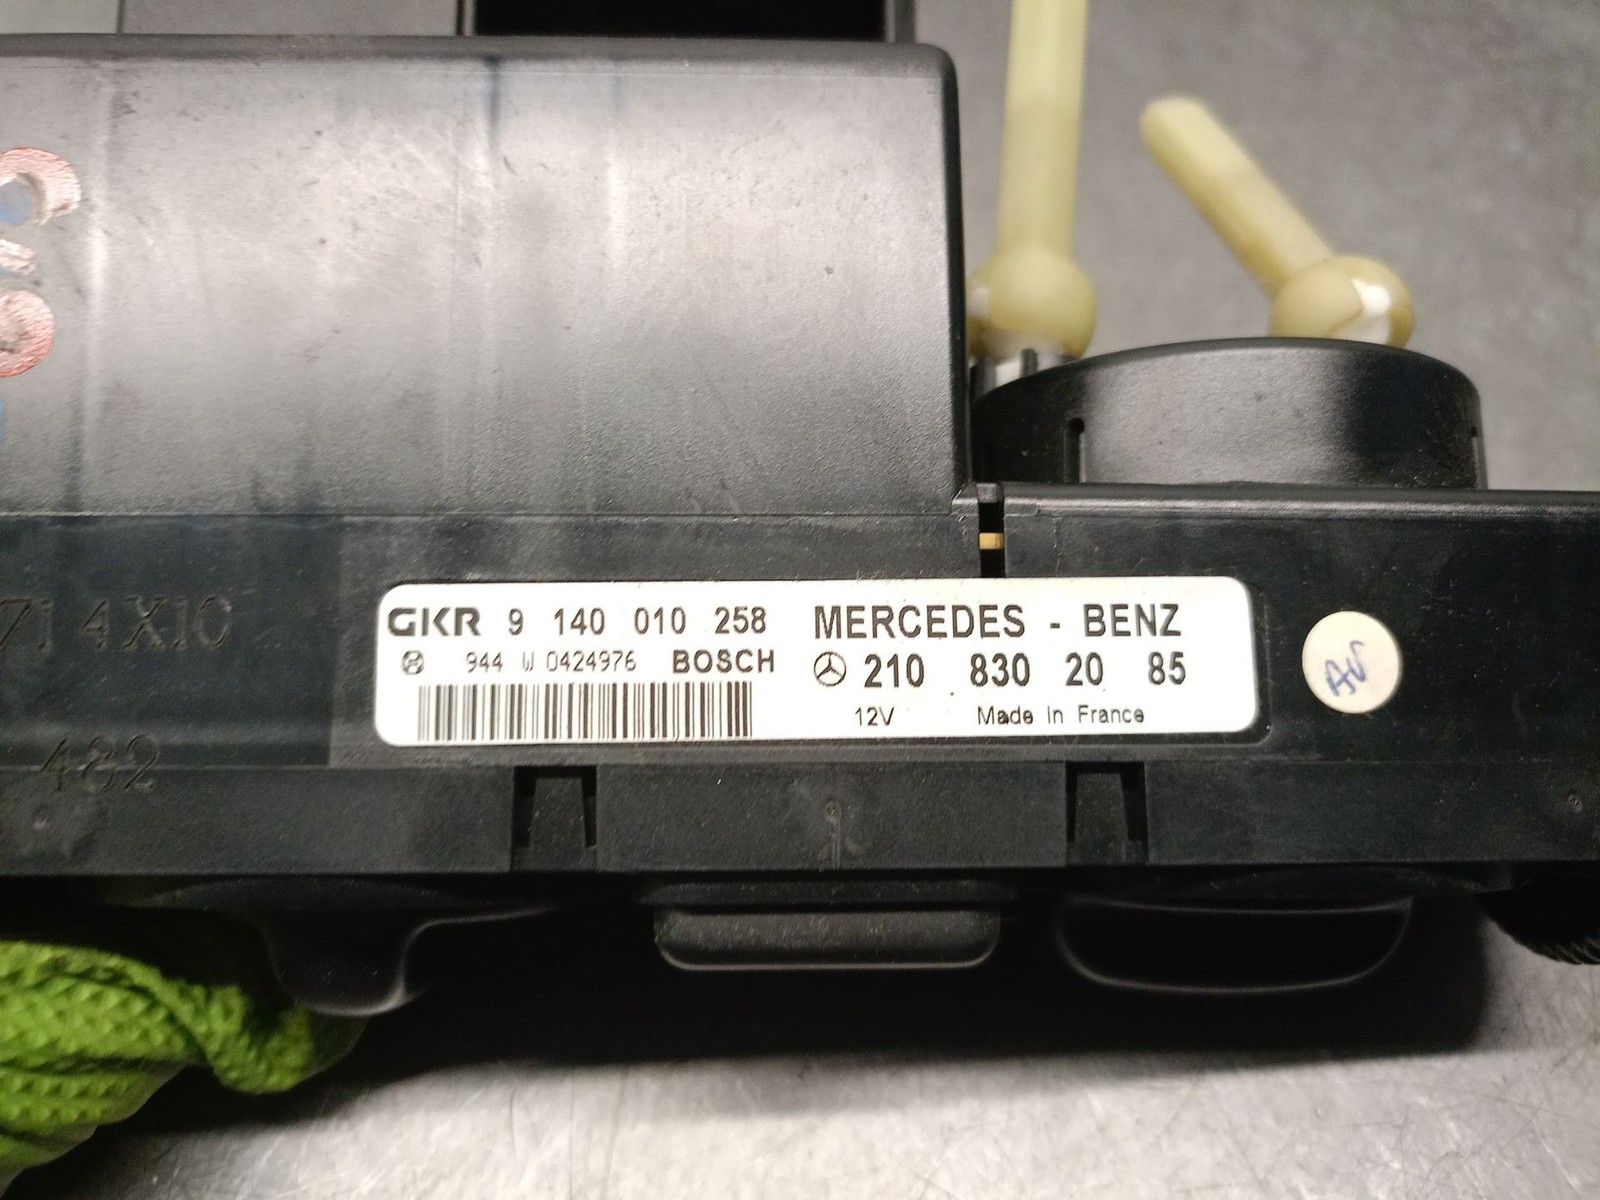 71 4X10
482
GKR 9 140 010 258
944 W 0424976 BOSCH
MERCEDES - BENZ
210 830 20 85
12V Made In France